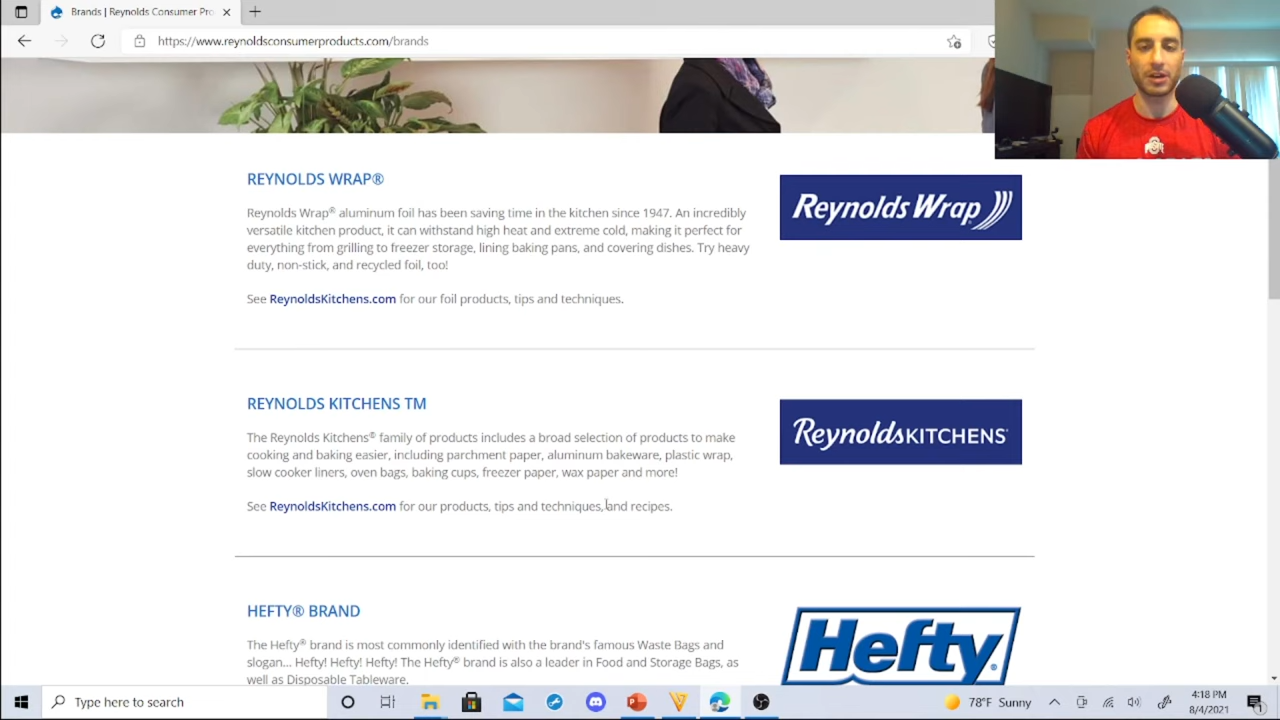 Brands | Reynolds Consumer Pro
https://www.reynoldsconsumerproducts.com/brands
REYNOLDS WRAP®
Reynolds Wrap® aluminum foil has been saving time in the kitchen since 1947. An incredibly
versatile kitchen product, it can withstand high heat and extreme cold, making it perfect for
everything from grilling to freezer storage, lining baking pans, and covering dishes. Try heavy
duty, non-stick, and recycled foil, too!
See ReynoldsKitchens.com for our foil products, tips and techniques.
Reynolds Wrap®
REYNOLDS KITCHENS TM
The Reynolds Kitchens® family of products includes a broad selection of products to make
cooking and baking easier, including parchment paper, aluminum bakeware, plastic wrap,
slow cooker liners, oven bags, baking cups, freezer paper, wax paper and more!
See ReynoldsKitchens.com for our products, tips and techniques, and recipes.
Reynolds KITCHENS®
HEFTY® BRAND
The Hefty® brand is most commonly identified with the brand's famous Waste Bags and
slogan... Hefty! Hefty! Hefty! The Hefty® brand is also a leader in Food and Storage Bags, as
well as Disposable Tableware.
Hefty®
Type here to search
78°F Sunny
4:18 PM
8/4/2021